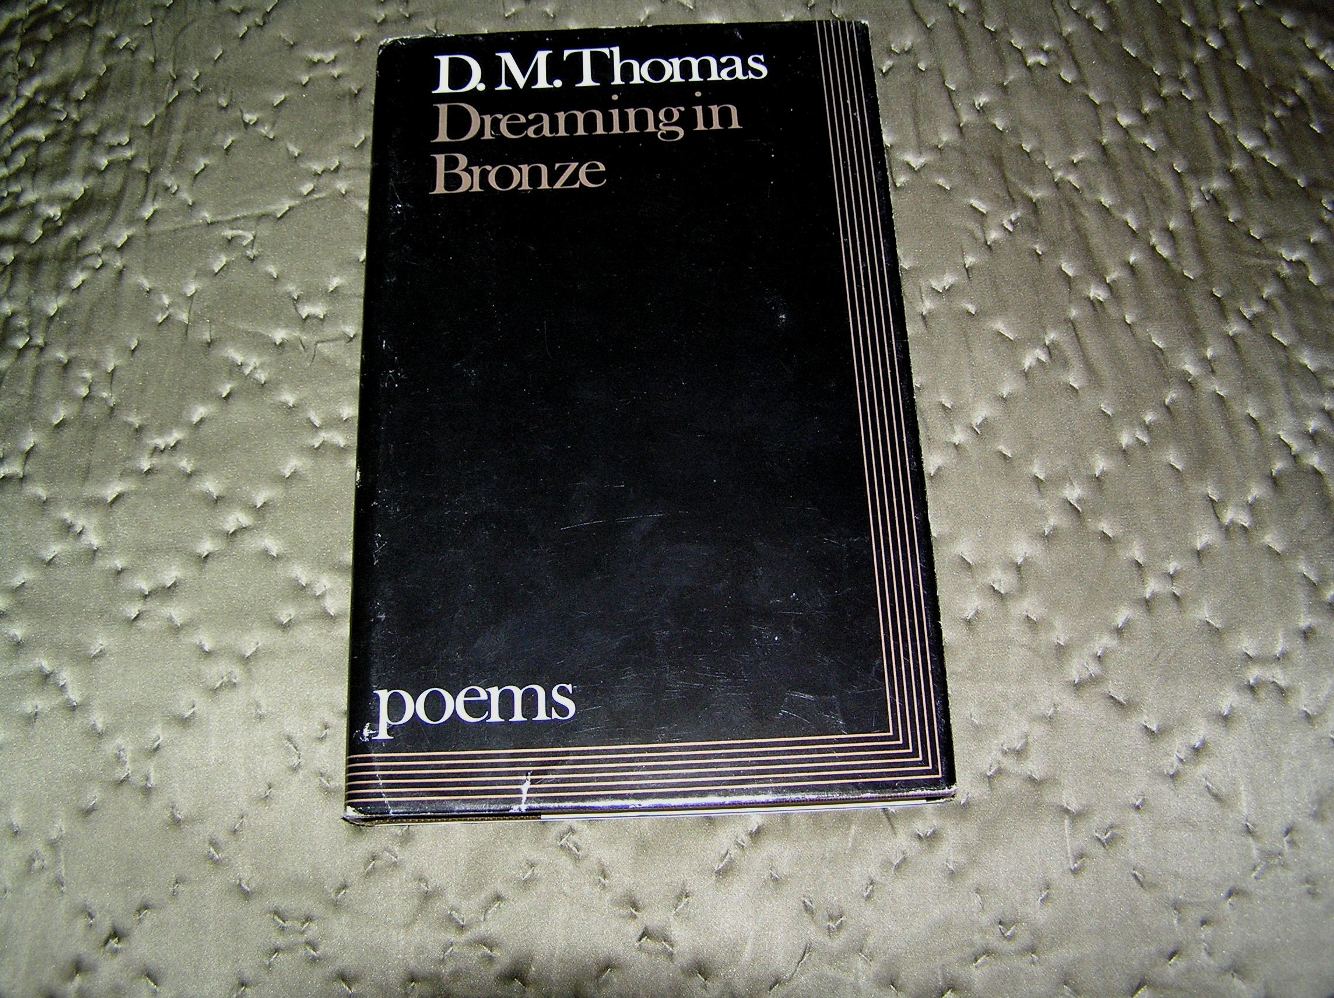 D. M. Thomas
Dreaming in
Bronze
poems